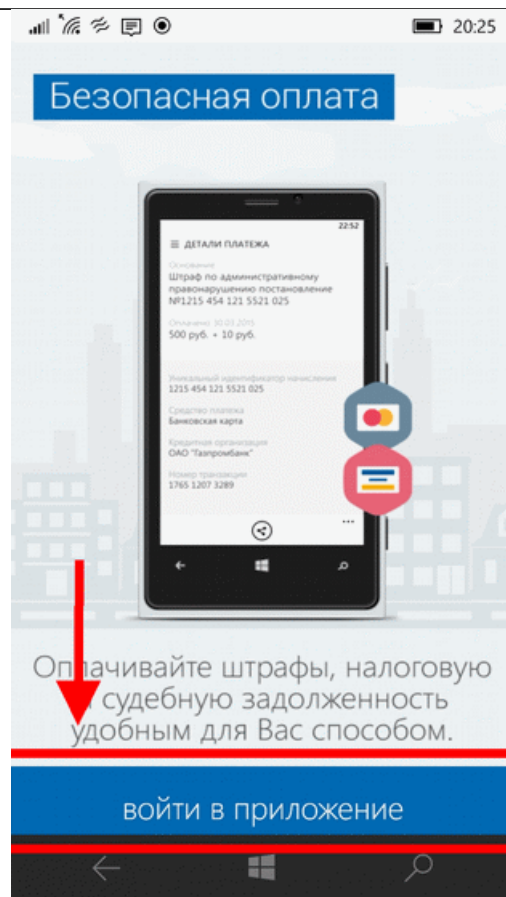 20:25
Безопасная оплата
22:52
☰ ДЕТАЛИ ПЛАТЕЖА
Основание
Штраф по административному
правонарушению постановление
№1215 454 121 5521 025
Оплачено 30.03.2015
500 руб. + 10 руб.
Уникальный идентификатор начисления
1215 454 121 5521 025
Средство платежа
Банковская карта
Кредитная организация
ОАО "Газпромбанк"
Номер транзакции
1765 1207 3289
...
Оплачивайте штрафы, налоговую
и судебную задолженность
удобным для Вас способом.
войти в приложение